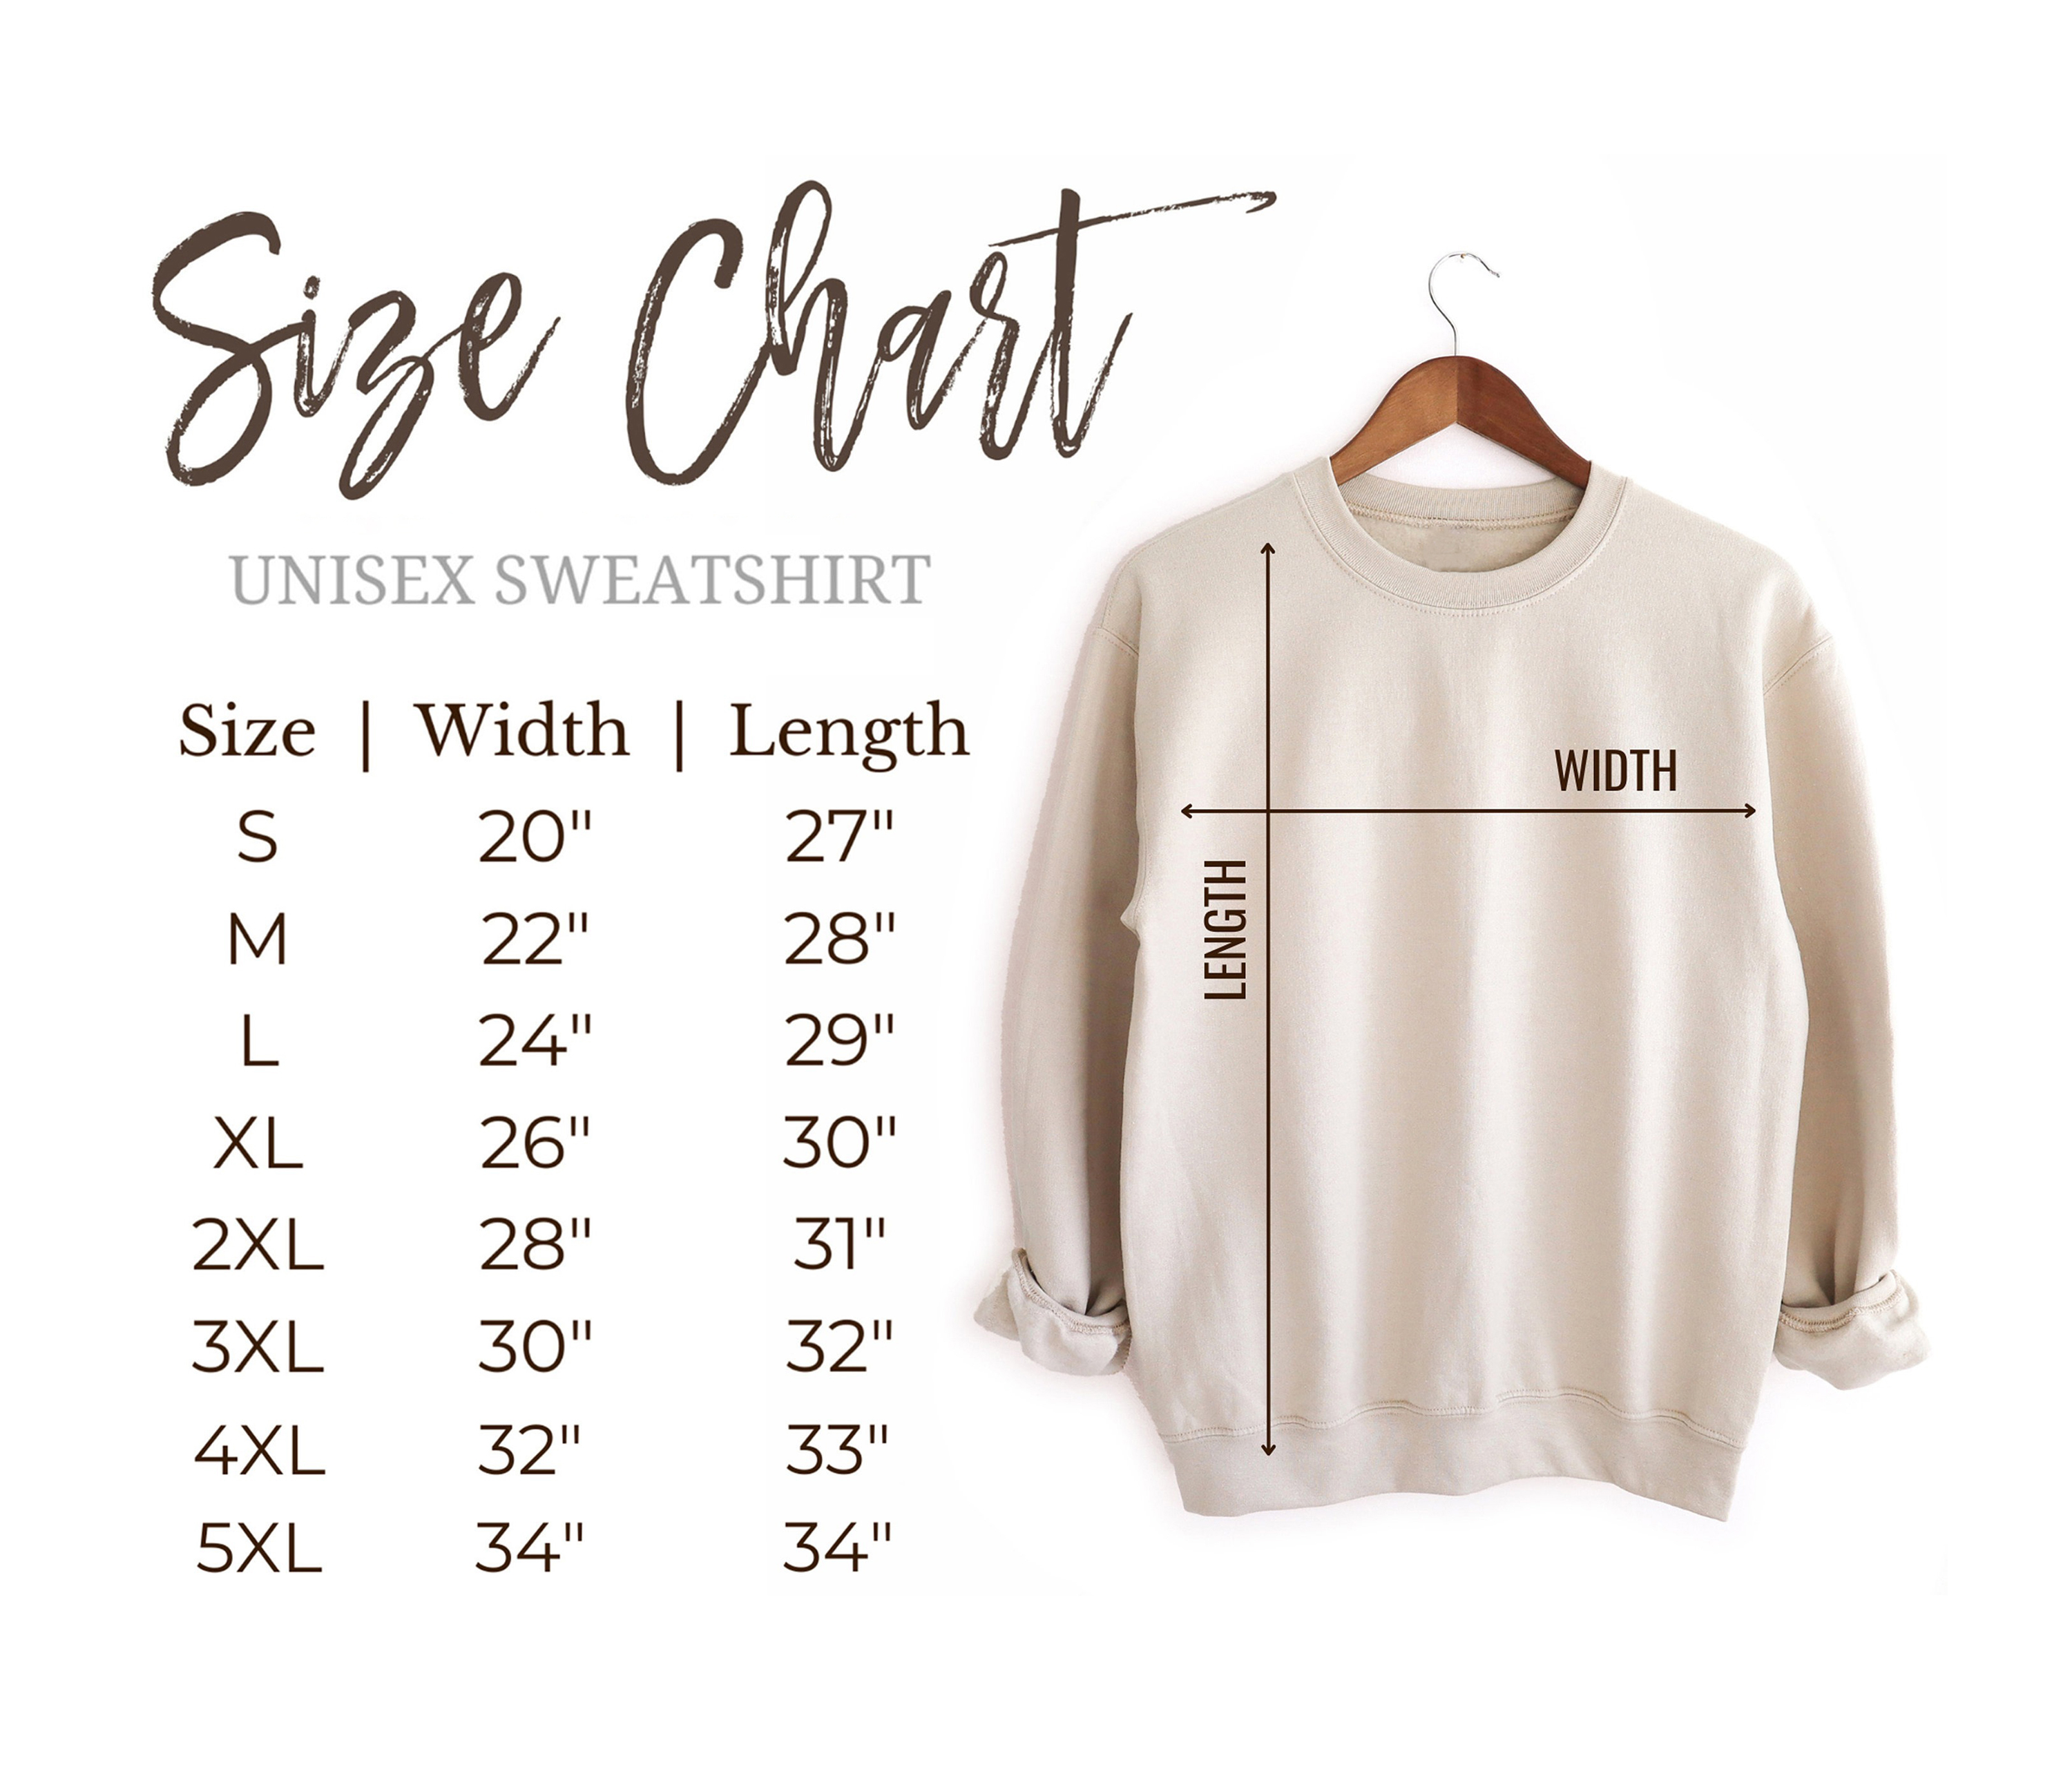 Size Chart
UNISEX SWEATSHIRT
Size | Width | Length
S 20" 27"
M 22" 28"
L 24" 29"
XL 26" 30"
2XL 28" 31"
3XL 30" 32"
4XL 32" 33"
5XL 34" 34"
WIDTH
LENGTH